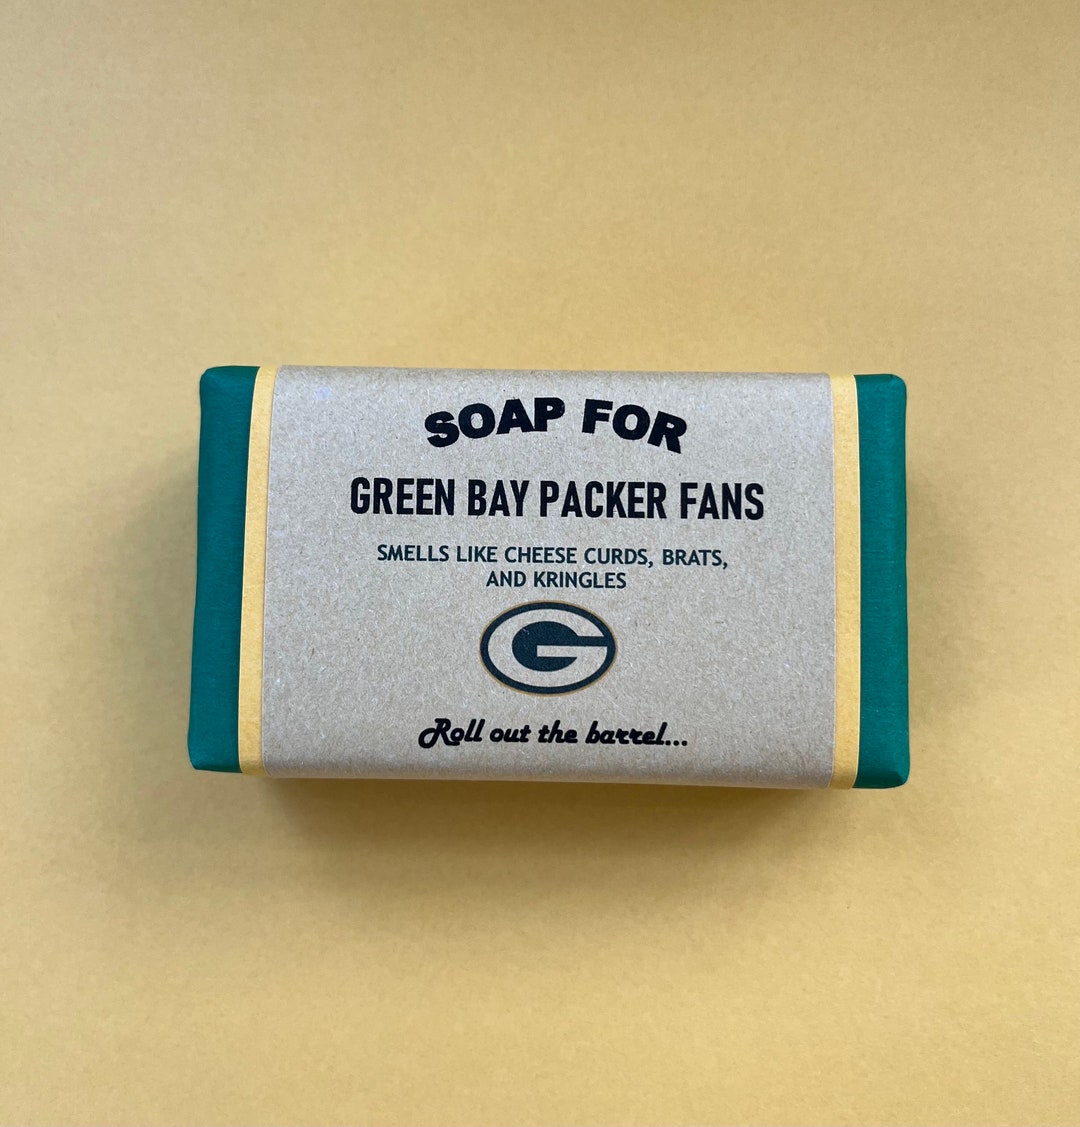 SOAP FOR
GREEN BAY PACKER FANS
SMELLS LIKE CHEESE CURDS, BRATS,
AND KRINGLES
G
Roll out the barrel...